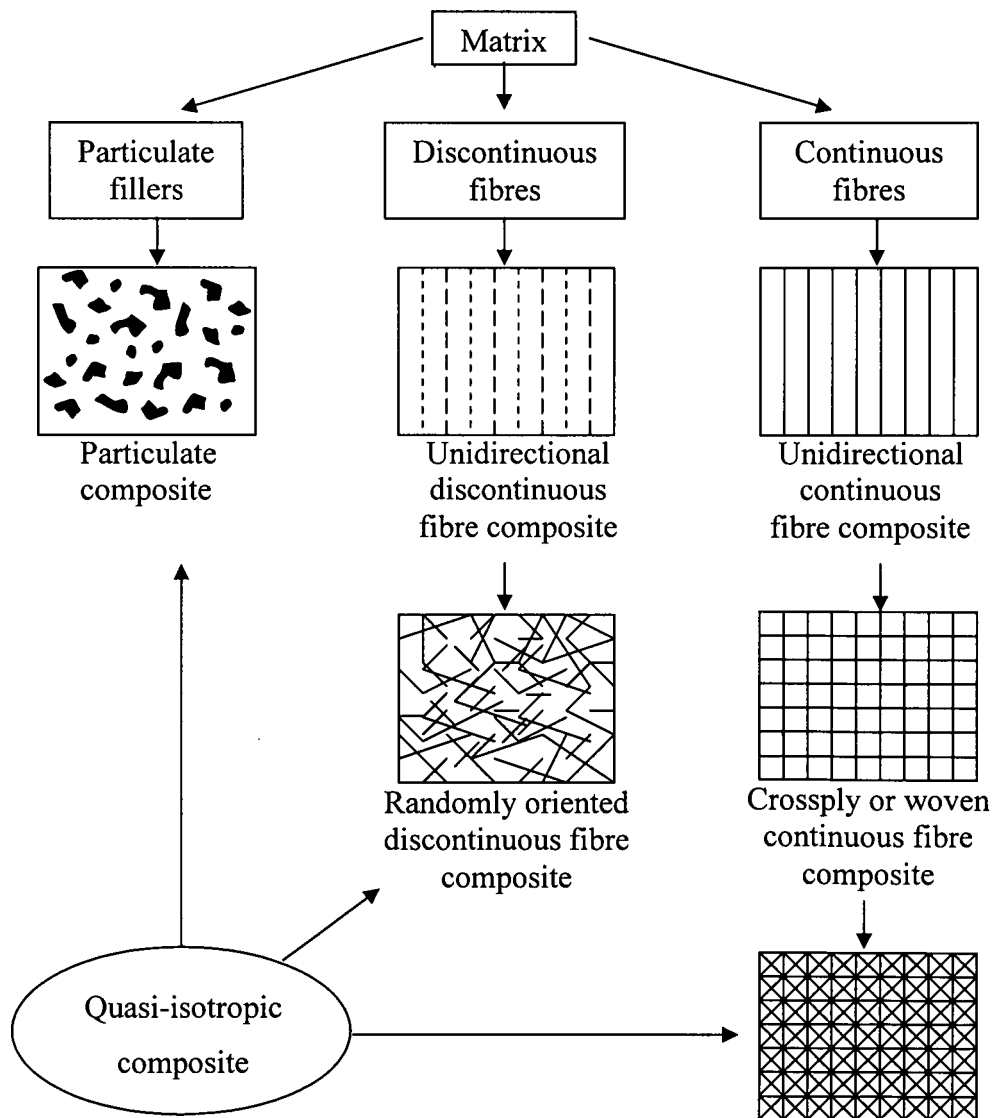 Matrix
Particulate
fillers
Discontinuous
fibres
Continuous
fibres
Particulate
composite
Unidirectional
discontinuous
fibre composite
Unidirectional
continuous
fibre composite
Randomly oriented
discontinuous fibre
composite
Crossply or woven
continuous fibre
composite
Quasi-isotropic
composite